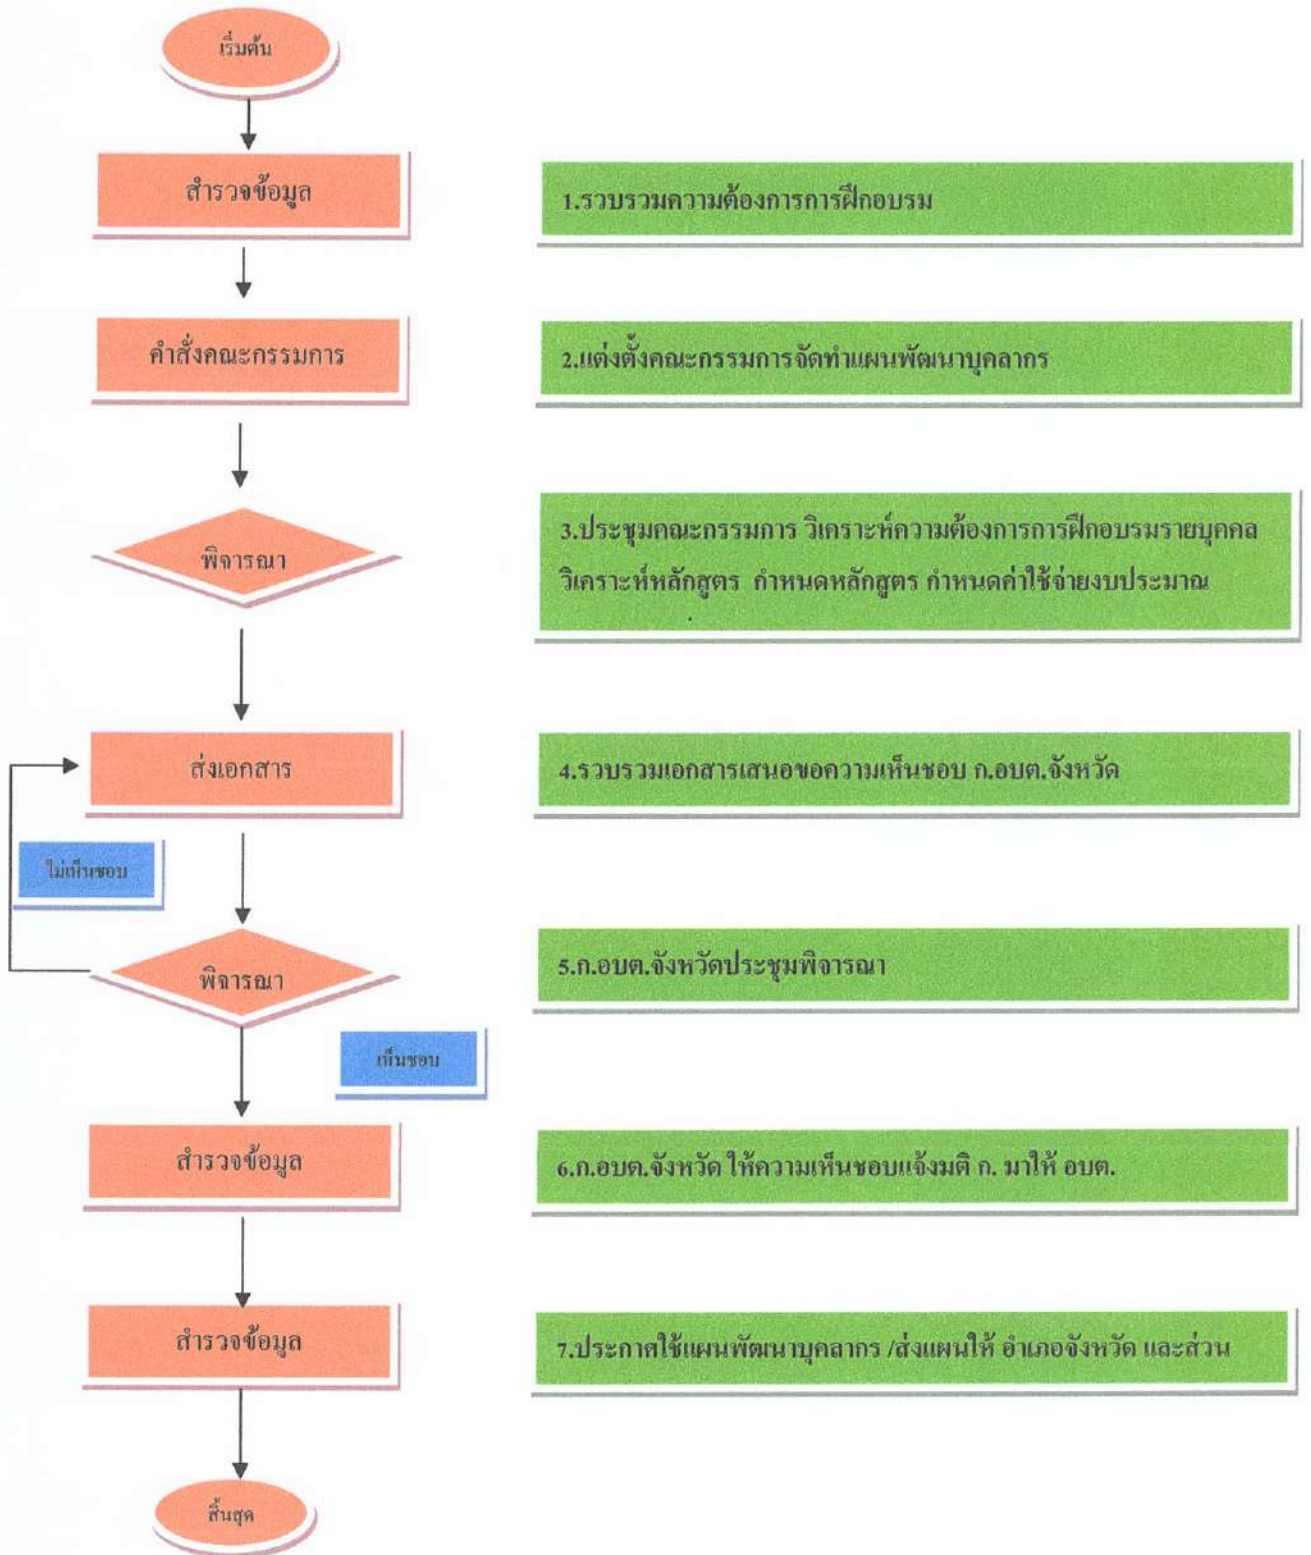 เริ่มต้น
สำรวจข้อมูล
1.รวบรวมความต้องการการฝึกอบรม
คำสั่งคณะกรรมการ
2.แต่งตั้งคณะกรรมการจัดทำแผนพัฒนาบุคลากร
พิจารณา
3.ประชุมคณะกรรมการ วิเคราะห์ความต้องการการฝึกอบรมรายบุคคล
วิเคราะห์หลักสูตร กำหนดหลักสูตร กำหนดค่าใช้จ่ายงบประมาณ
ส่งเอกสาร
4.รวบรวมเอกสารเสนอขอความเห็นชอบ ก.อบต.จังหวัด
ไม่เห็นชอบ
พิจารณา
5.ก.อบต.จังหวัดประชุมพิจารณา
เห็นชอบ
สำรวจข้อมูล
6.ก.อบต.จังหวัด ให้ความเห็นชอบแจ้งมติ ก. มาให้ อบต.
สำรวจข้อมูล
7.ประกาศใช้แผนพัฒนาบุคลากร /ส่งแผนให้ อำเภอจังหวัด และส่วน
สิ้นสุด